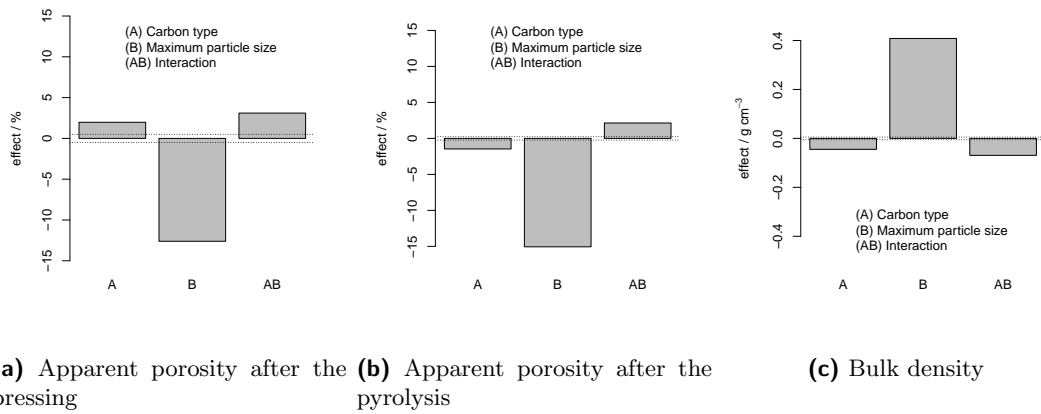 15
10
5
0
−5
−10
−15
effect / %
(A) Carbon type
(B) Maximum particle size
(AB) Interaction
A B AB
15
10
5
0
−5
−10
−15
effect / %
(A) Carbon type
(B) Maximum particle size
(AB) Interaction
A B AB
0.4
0.2
0.0
−0.2
−0.4
effect / g cm⁻³
(A) Carbon type
(B) Maximum particle size
(AB) Interaction
A B AB
a) Apparent porosity after the
pressing
(b) Apparent porosity after the
pyrolysis
(c) Bulk density